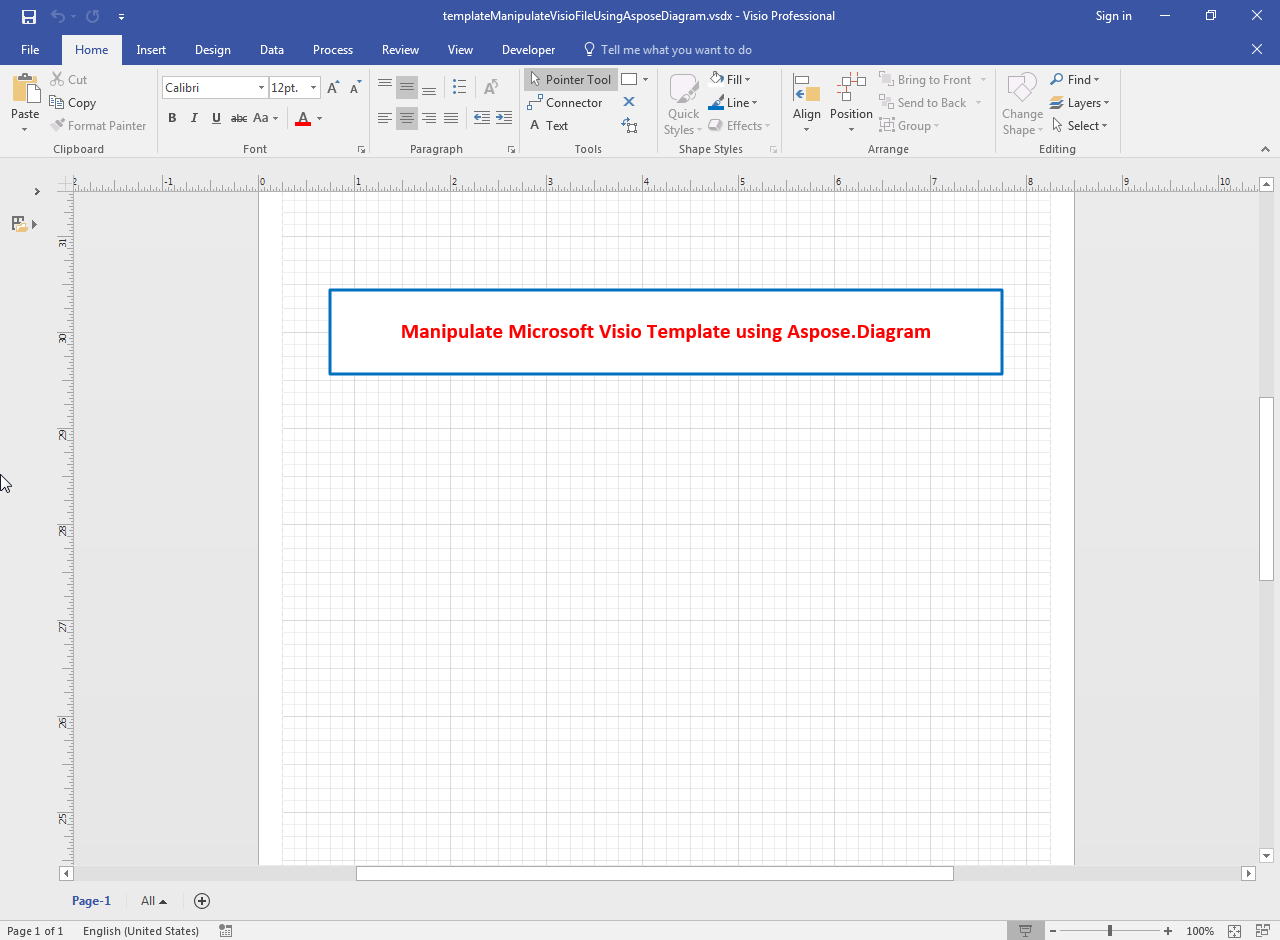 templateManipulateVisioFileUsingAsposeDiagram.vsdx - Visio Professional
Sign in
File Home Insert Design Data Process Review View Developer Tell me what you want to do
Paste
Cut
Copy
Format Painter
Clipboard
Calibri 12pt. A A
B I U abc Aa A
Font
A
Paragraph
Pointer Tool
Connector
A Text
Tools
Quick Styles
Fill
Line
Effects
Shape Styles
Align
Position
Bring to Front
Send to Back
Group
Arrange
Change Shape
Find
Layers
Select
Editing
2 -1 0 1 2 3 4 5 6 7 8 9 10
31
30
29
28
27
26
25
Manipulate Microsoft Visio Template using Aspose.Diagram
Page-1 All
Page 1 of 1 English (United States) 100%